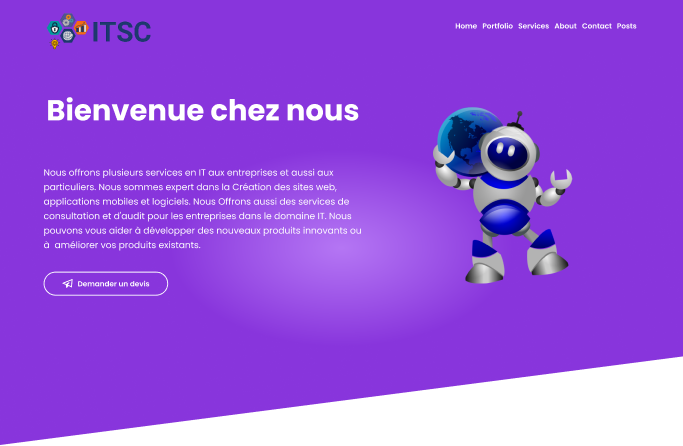 ITSC
Home Portfolio Services About Contact Posts
Bienvenue chez nous
Nous offrons plusieurs services en IT aux entreprises et aussi aux
particuliers. Nous sommes expert dans la Création des sites web,
applications mobiles et logiciels. Nous Offrons aussi des services de
consultation et d'audit pour les entreprises dans le domaine IT. Nous
pouvons vous aider à développer des nouveaux produits innovants ou
à améliorer vos produits existants.
Demander un devis